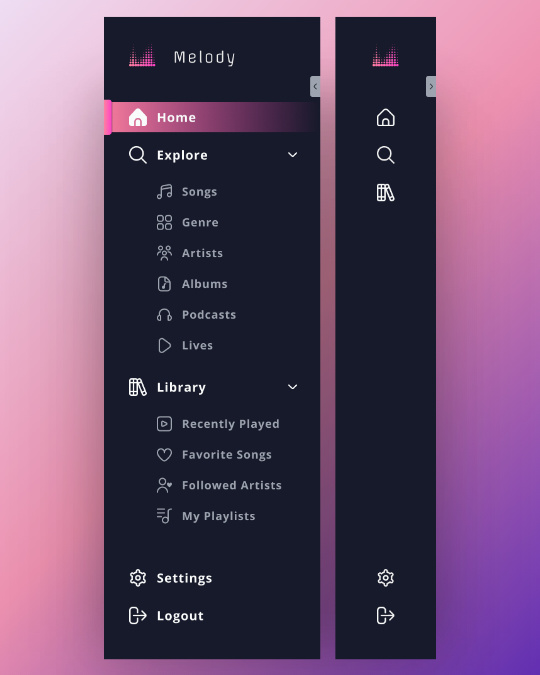 Melody
Home
Explore
Songs
Genre
Artists
Albums
Podcasts
Lives
Library
Recently Played
Favorite Songs
Followed Artists
My Playlists
Settings
Logout